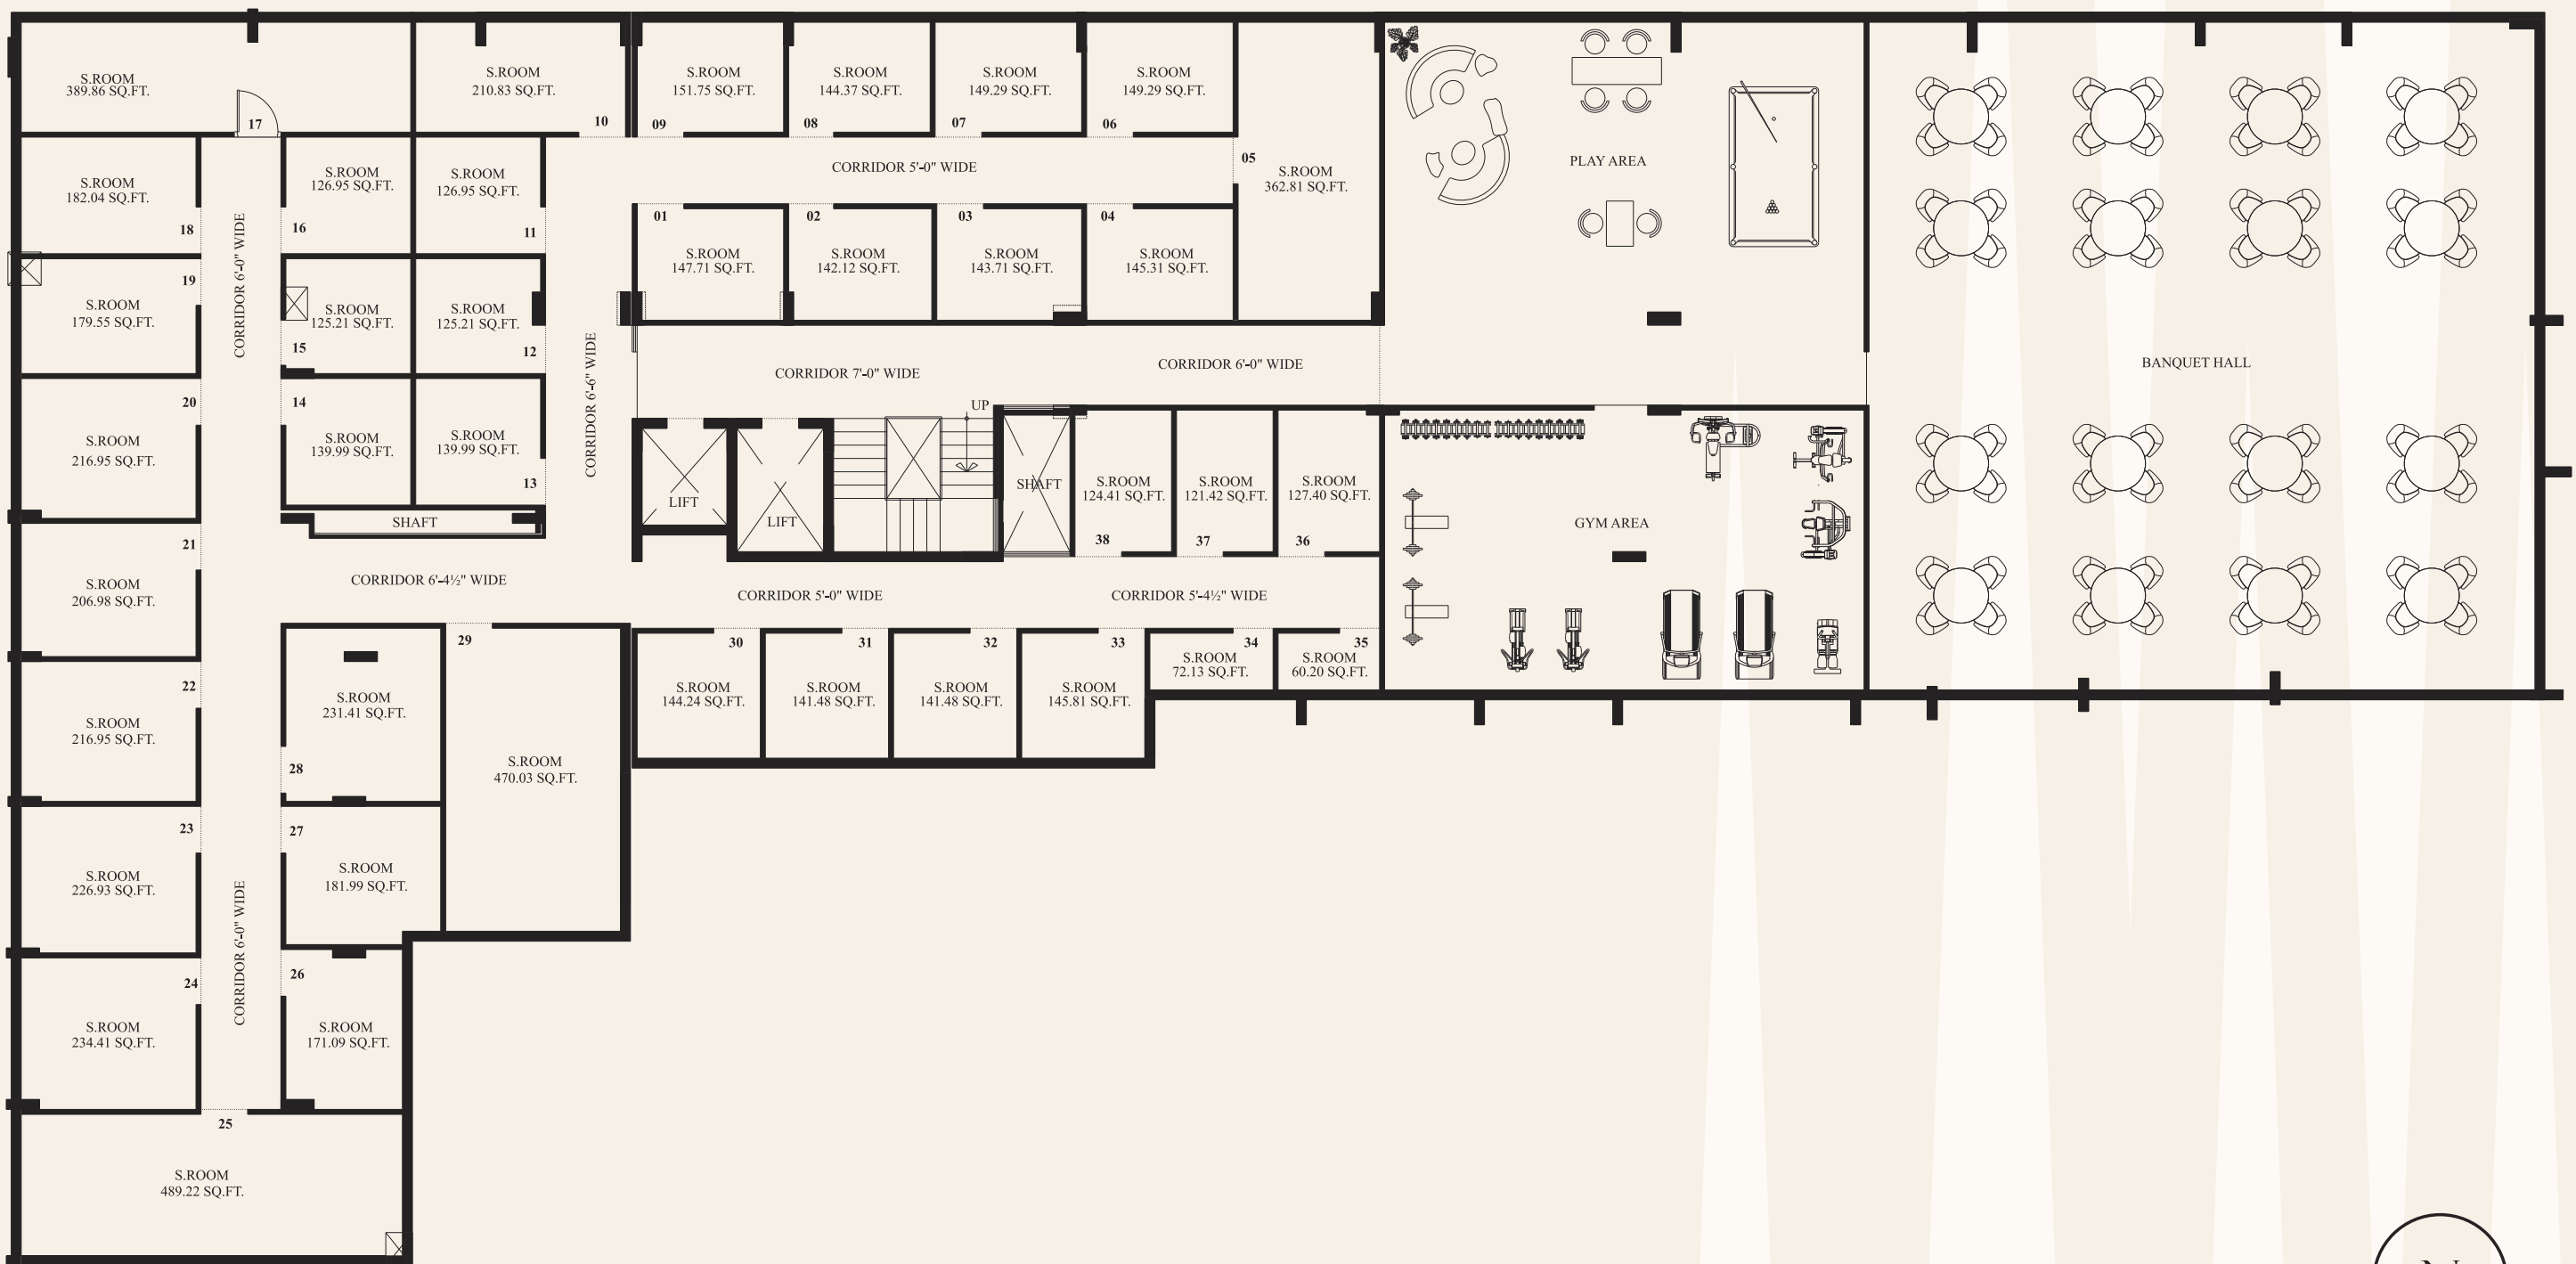 S.ROOM
389.86 SQ.FT.
17
S.ROOM
210.83 SQ.FT.
10
S.ROOM
151.75 SQ.FT.
09
S.ROOM
144.37 SQ.FT.
08
S.ROOM
149.29 SQ.FT.
07
S.ROOM
149.29 SQ.FT.
06
05
S.ROOM
362.81 SQ.FT.
CORRIDOR 5'-0" WIDE
PLAY AREA
S.ROOM
182.04 SQ.FT.
18
CORRIDOR 6'-0" WIDE
S.ROOM
126.95 SQ.FT.
16
S.ROOM
126.95 SQ.FT.
11
01
S.ROOM
147.71 SQ.FT.
02
S.ROOM
142.12 SQ.FT.
03
S.ROOM
143.71 SQ.FT.
04
S.ROOM
145.31 SQ.FT.
19
S.ROOM
179.55 SQ.FT.
S.ROOM
125.21 SQ.FT.
15
S.ROOM
125.21 SQ.FT.
12
CORRIDOR 6'-6" WIDE
CORRIDOR 7'-0" WIDE
CORRIDOR 6'-0" WIDE
BANQUET HALL
20
S.ROOM
216.95 SQ.FT.
14
S.ROOM
139.99 SQ.FT.
S.ROOM
139.99 SQ.FT.
13
UP
LIFT
LIFT
SHAFT
S.ROOM
124.41 SQ.FT.
38
S.ROOM
121.42 SQ.FT.
37
S.ROOM
127.40 SQ.FT.
36
GYM AREA
SHAFT
21
S.ROOM
206.98 SQ.FT.
CORRIDOR 6'-4½" WIDE
CORRIDOR 5'-0" WIDE
CORRIDOR 5'-4½" WIDE
22
S.ROOM
216.95 SQ.FT.
S.ROOM
231.41 SQ.FT.
28
29
S.ROOM
470.03 SQ.FT.
30
S.ROOM
144.24 SQ.FT.
31
S.ROOM
141.48 SQ.FT.
32
S.ROOM
141.48 SQ.FT.
33
S.ROOM
145.81 SQ.FT.
34
S.ROOM
72.13 SQ.FT.
35
S.ROOM
60.20 SQ.FT.
23
S.ROOM
226.93 SQ.FT.
27
S.ROOM
181.99 SQ.FT.
CORRIDOR 6'-0" WIDE
24
S.ROOM
234.41 SQ.FT.
26
S.ROOM
171.09 SQ.FT.
25
S.ROOM
489.22 SQ.FT.